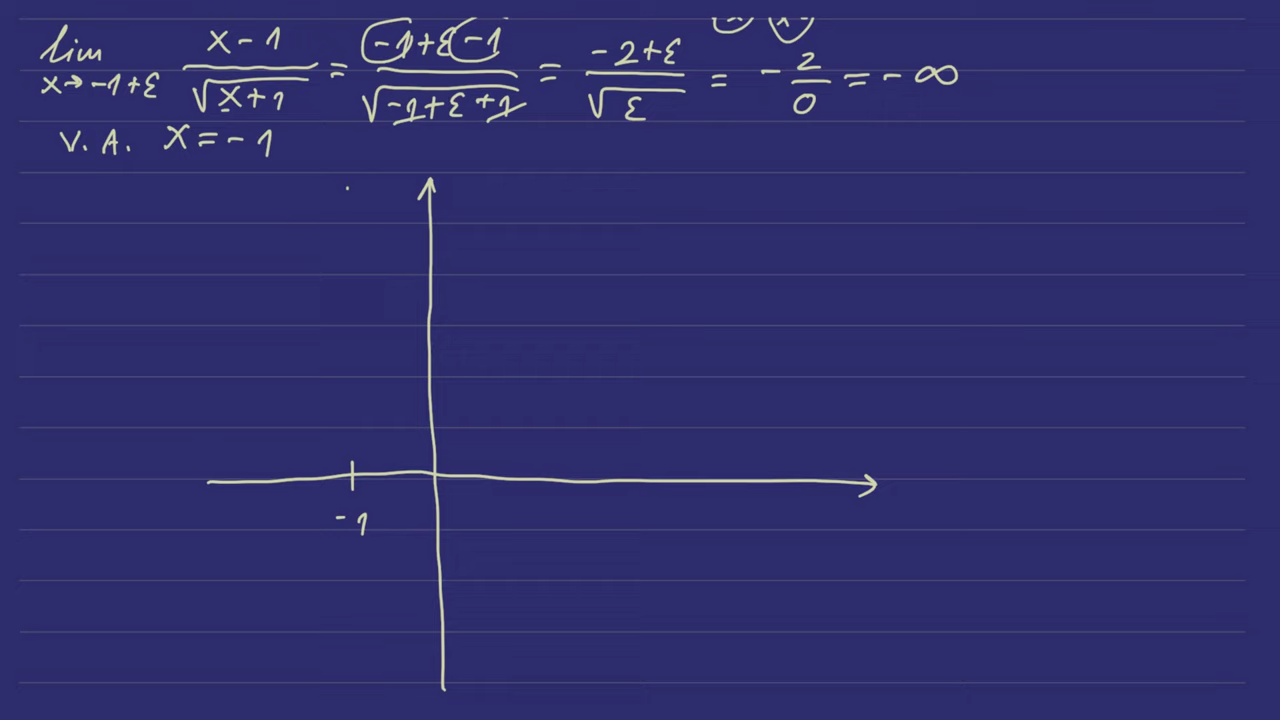 lim x→-1+ε (x-1)/√(x+1) = (-1+ε-1)/√(-1+ε+1) = (-2+ε)/√ε = -2/0 = -∞
V.A. X=-1
-1